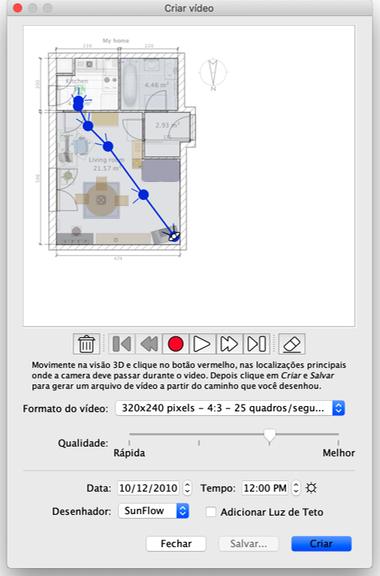 Criar vídeo
My home
Kitchen
4.46 m²
N
2.93 m²
Living room
21.57 m²
Movimente na visão 3D e clique no botão vermelho, nas localizações principais
onde a camera deve passar durante o video. Depois clique em Criar e Salvar
para gerar um arquivo de vídeo a partir do caminho que você desenhou.
Formato do vídeo: 320x240 pixels – 4:3 – 25 quadros/segu...
Qualidade:
Rápida Melhor
Data: 10/12/2010 Tempo: 12:00 PM
Desenhador: SunFlow Adicionar Luz de Teto
Fechar Salvar... Criar